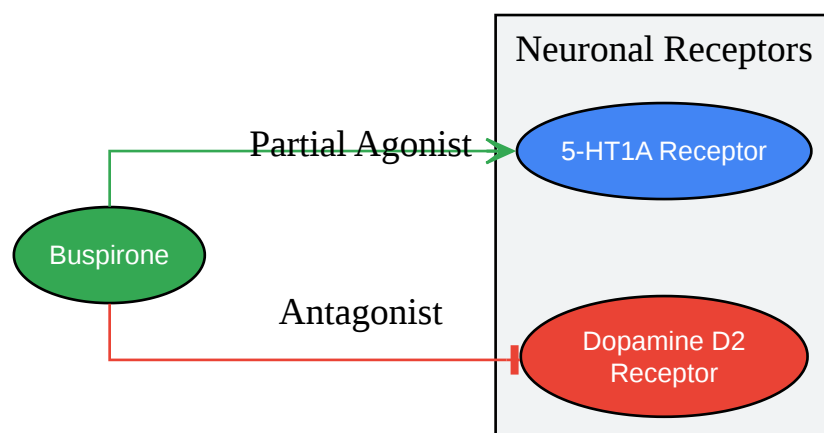 Neuronal Receptors
Partial Agonist
5-HT1A Receptor
Buspirone
Antagonist
Dopamine D2
Receptor